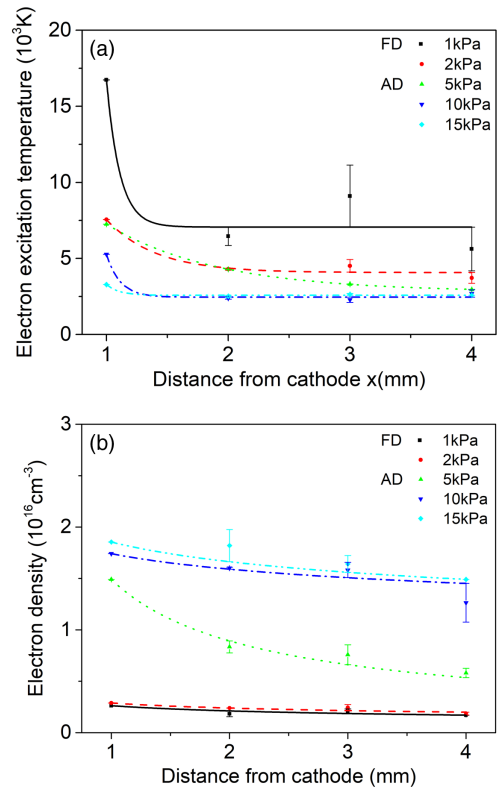 (a)
FD 1kPa
2kPa
AD 5kPa
10kPa
15kPa
Electron excitation temperature (10³K)
20
15
10
5
0
1 2 3 4
Distance from cathode x(mm)
(b)
FD 1kPa
2kPa
AD 5kPa
10kPa
15kPa
Electron density (10¹⁶cm⁻³)
3
2
1
0
1 2 3 4
Distance from cathode (mm)